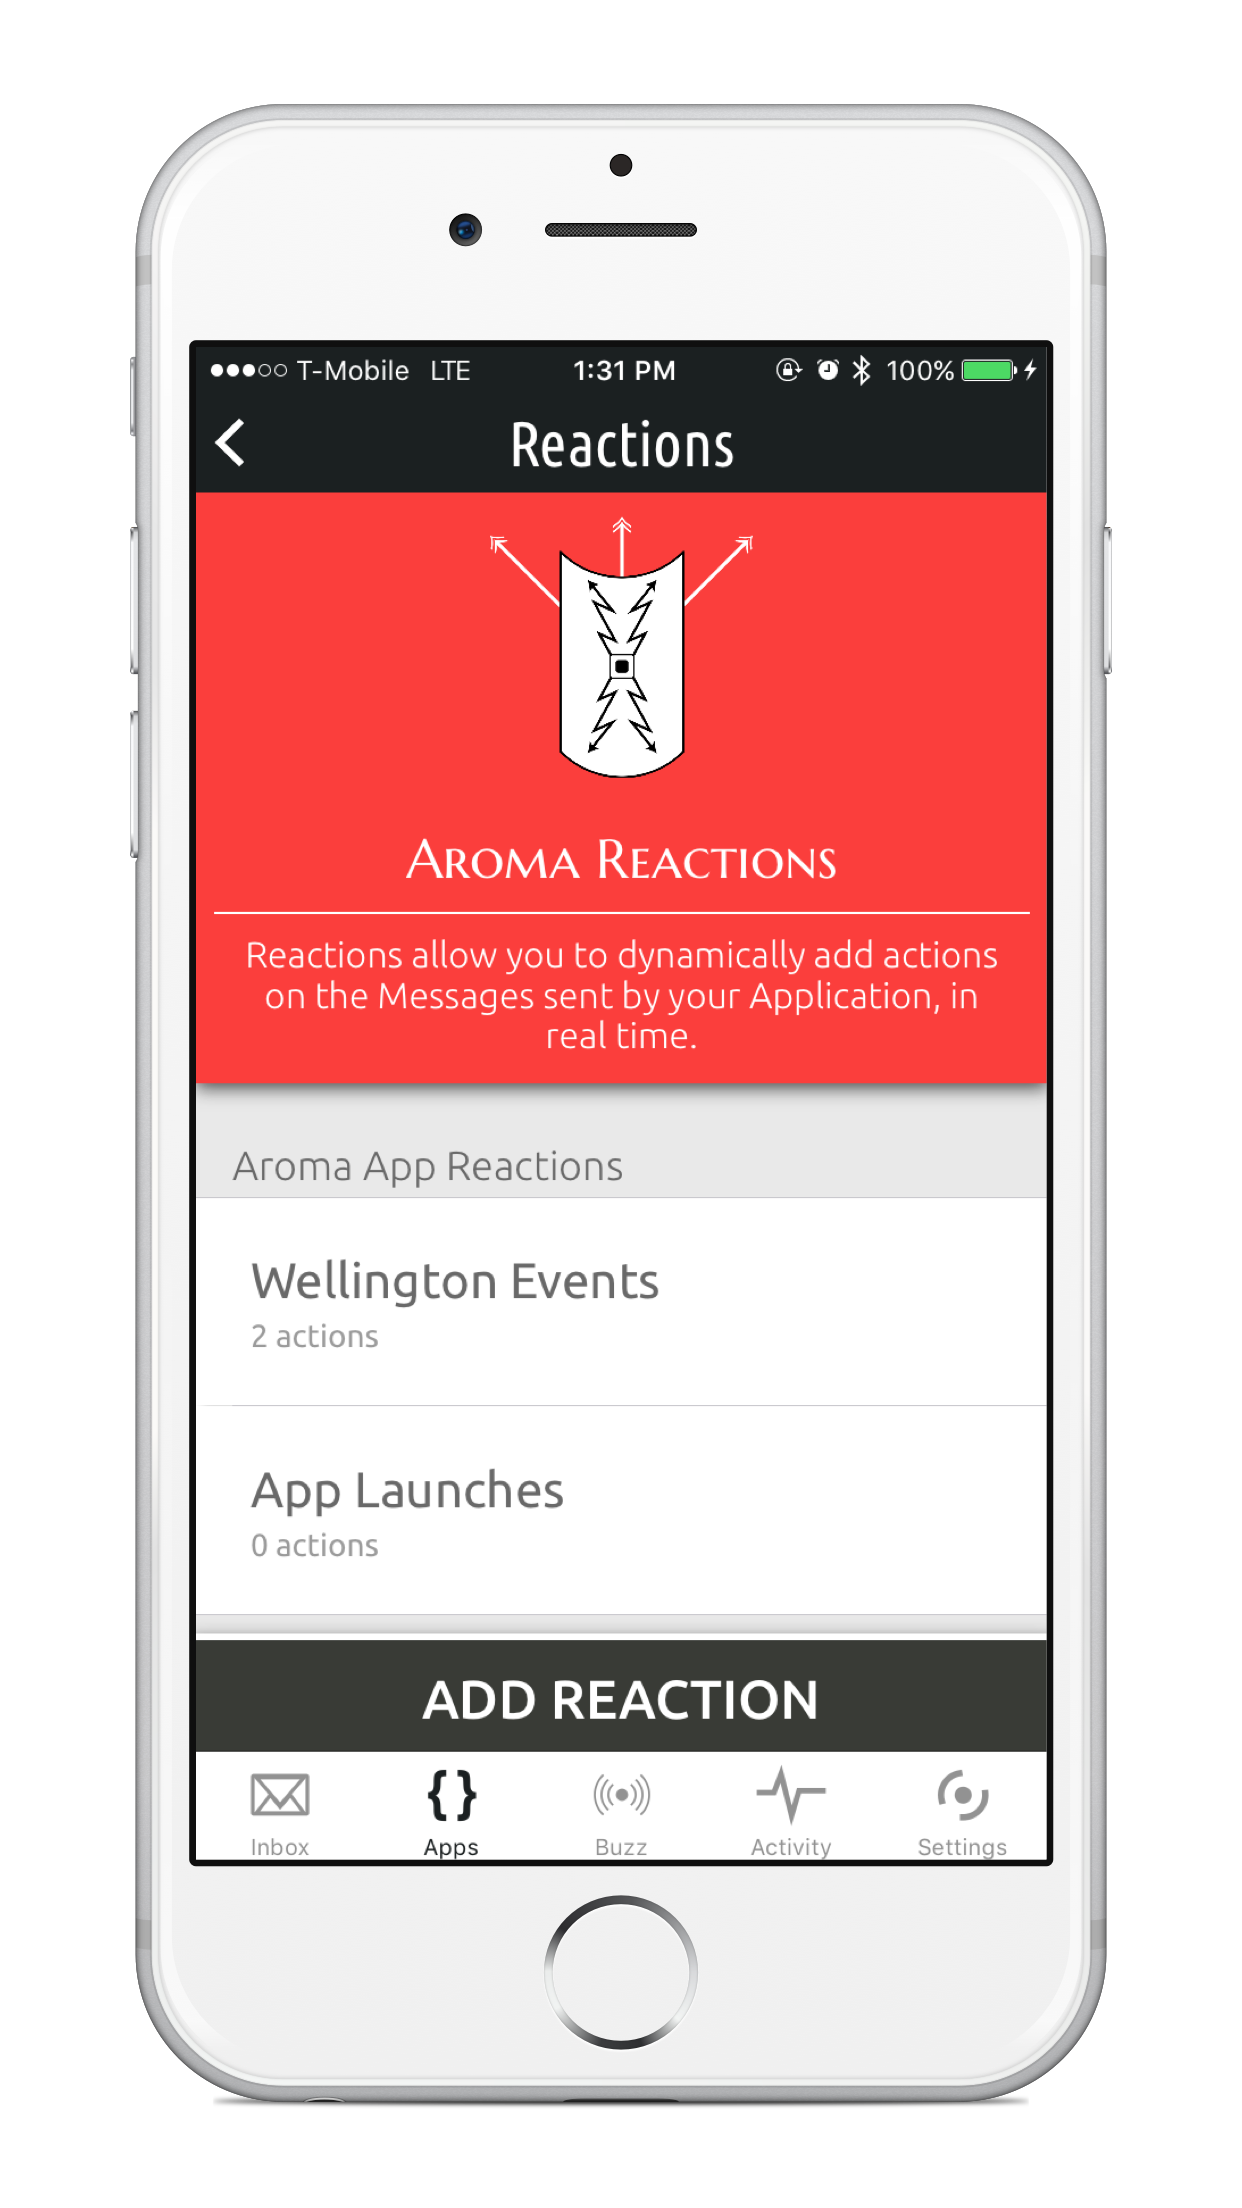 T-Mobile LTE 1:31 PM 100%
Reactions
AROMA REACTIONS
Reactions allow you to dynamically add actions
on the Messages sent by your Application, in
real time.
Aroma App Reactions
Wellington Events
2 actions
App Launches
0 actions
ADD REACTION
Inbox Apps Buzz Activity Settings